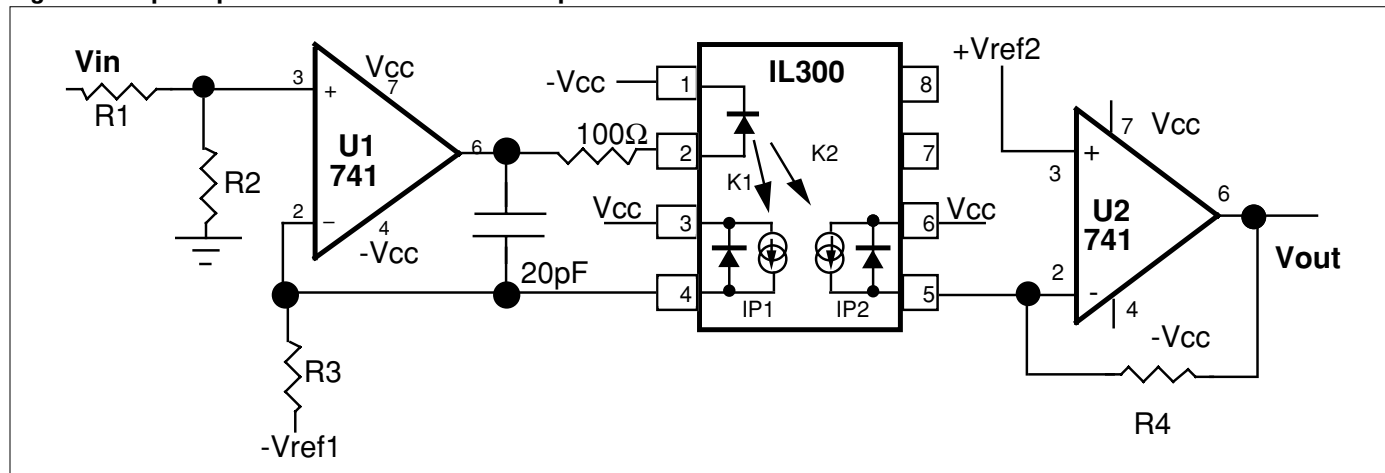 Vin
R1
R2
3
+
Vcc
7
U1
741
6
2
−
4
-Vcc
R3
-Vref1
20pF
100Ω
-Vcc
Vcc
IL300
1
2
3
4
K1
K2
IP1
IP2
8
7
6
5
Vcc
+Vref2
3
+
7
Vcc
U2
741
6
2
-
4
-Vcc
R4
Vout